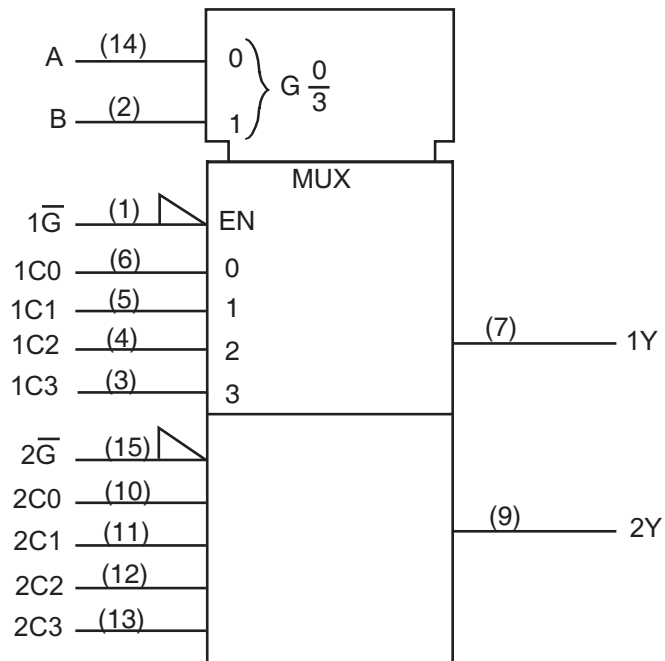 A (14) 0
B (2) 1
G 0/3
MUX
1G̅ (1) EN
1C0 (6) 0
1C1 (5) 1
1C2 (4) 2
1C3 (3) 3
(7) 1Y
2G̅ (15)
2C0 (10)
2C1 (11)
2C2 (12)
2C3 (13)
(9) 2Y